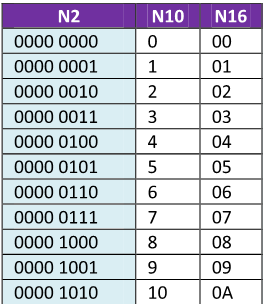 N2 N10 N16
0000 0000 0 00
0000 0001 1 01
0000 0010 2 02
0000 0011 3 03
0000 0100 4 04
0000 0101 5 05
0000 0110 6 06
0000 0111 7 07
0000 1000 8 08
0000 1001 9 09
0000 1010 10 0A